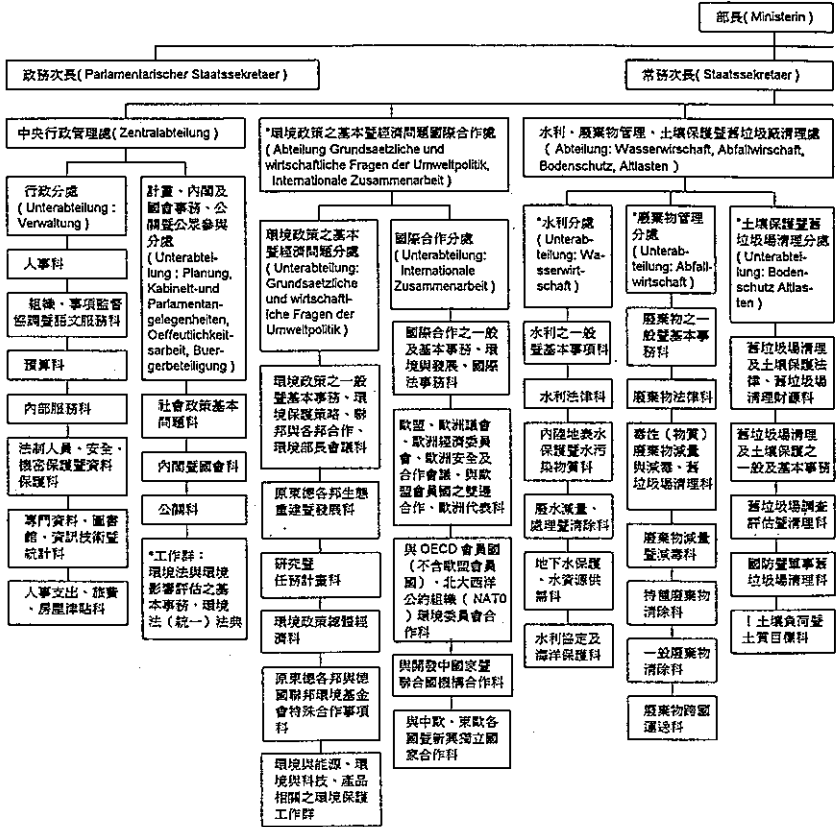 部長( Ministerin )
政務次長( Parlamentarischer Staatssekretaer )
常務次長( Staatssekretaer )
中央行政管理處( Zentralabteilung )
*環境政策之基本暨經濟問題國際合作處
( Abteilung Grundsaetzliche und
wirtschaftliche Fragen der Umweltpolitik,
Internationale Zusammenarbeit )
水利、廢棄物管理、土壤保護暨舊垃圾廠清理處
( Abteilung: Wasserwirschaft, Abfallwirschaft,
Bodenschutz, Altlasten )
行政分處
( Unterabteilung :
Verwaltung )
人事科
組織、事項監督
協調暨語文服務科
預算科
內部服務科
法制人員、安全、
機密保護暨資料
保護科
專門資料、圖書
館、資訊技術暨
統計科
人事支出、旅費
、房屋津貼科
計畫、內閣及
國會事務、公
關暨公眾參與
分處
(Unterabtei-
lung : Planung,
Kabinett-und
Parlamentan-
gelegenheiten,
Oeffeutlichkeit-
sarbeit, Buer-
gerbeteiligung)
社會政策基本
問題科
內閣暨國會科
公關科
*工作群：
環境法與環境
影響評估之基
本事務，環境
法（統一）法典
環境政策之基本
暨經濟問題分處
(Unterabteilung:
Grundsaetzliche
und wirtschaft-
liche Fragen der
Umweltpolitik)
環境政策之一般
暨基本事務、環
境保護策略、聯
邦與各邦合作、
環境部長會議科
原東德各邦生態
重建暨發展科
研究暨
任務計畫科
環境政策總體經
濟科
原東德各邦與德
國聯邦環境基金
會特殊合作事項
科
環境與能源、環
境與科技、產品
相關之環境保護
工作群
國際合作分處
(Unterabteilung:
Internationale
Zusammenarbeit )
國際合作之一般
及基本事務、環
境與發展、國際
法事務科
歐盟、歐洲議會
、歐洲經濟委員
會、歐洲安全及
合作會議、與歐
盟會員國之雙邊
合作、歐洲代表科
與 OECD 會員國
(不含歐盟會員
國)、北大西洋
公約組織 ( NATO
) 環境委員會合
作科
與開發中國家暨
聯合國機構合作科
與中歐、東歐各
國暨新興獨立國
家合作科
*水利分處
( Unterab-
teilung: Wa-
sserwirt-
schaft )
水利之一般
暨基本事項科
水利法律科
內陸地表水
保護暨水污
染物質科
廢水減量、
處理暨清除科
地下水保護
、水資源供
需科
水利協定及
海洋保護科
*廢棄物管理
分處
( Unterab-
teilung: Abfall-
wirtschaft )
廢棄物之一
般暨基本事
務科
廢棄物法律科
毒性（物質）
廢棄物減量
與減毒、舊
垃圾場清理科
廢棄物減量
暨減毒科
特種廢棄物
清除科
一般廢棄物
清除科
廢棄物跨國
運送科
*土壤保護暨舊
垃圾場清理分處
( Unterabtei-
lung: Boden-
schutz Altlas-
ten )
舊垃圾場清理
及土壤保護法
律、舊垃圾場
清理財源科
舊垃圾場清理
及土壤保護之
一般及基本事務
舊垃圾場調查
評估暨清理科
國防暨軍事舊
垃圾場清理科
！土壤負荷暨
土質目標科